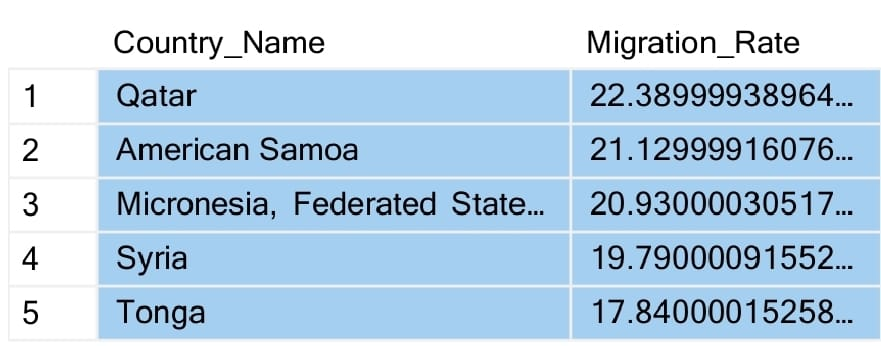 Country_Name Migration_Rate
1 Qatar 22.38999938964...
2 American Samoa 21.12999916076...
3 Micronesia, Federated State... 20.93000030517...
4 Syria 19.79000091552...
5 Tonga 17.84000015258...